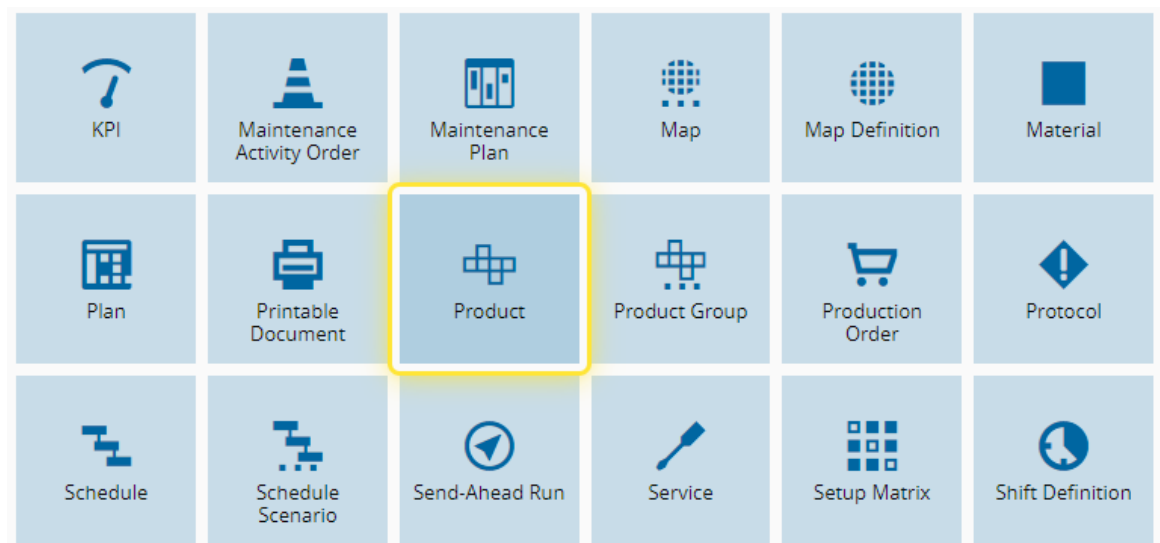 KPI
Maintenance
Activity Order
Maintenance
Plan
Map
Map Definition
Material
Plan
Printable
Document
Product
Product Group
Production
Order
Protocol
Schedule
Schedule
Scenario
Send-Ahead Run
Service
Setup Matrix
Shift Definition